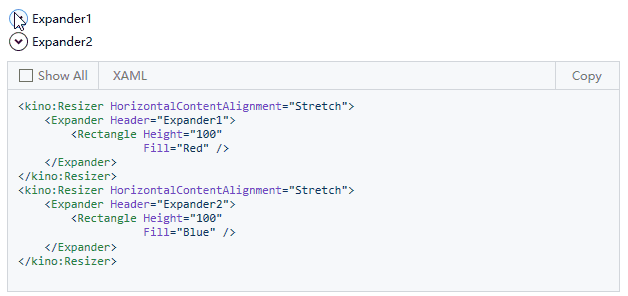 Expander1
Expander2
Show All XAML Copy
<kino:Resizer HorizontalContentAlignment="Stretch">
    <Expander Header="Expander1">
        <Rectangle Height="100"
                   Fill="Red" />
    </Expander>
</kino:Resizer>
<kino:Resizer HorizontalContentAlignment="Stretch">
    <Expander Header="Expander2">
        <Rectangle Height="100"
                   Fill="Blue" />
    </Expander>
</kino:Resizer>